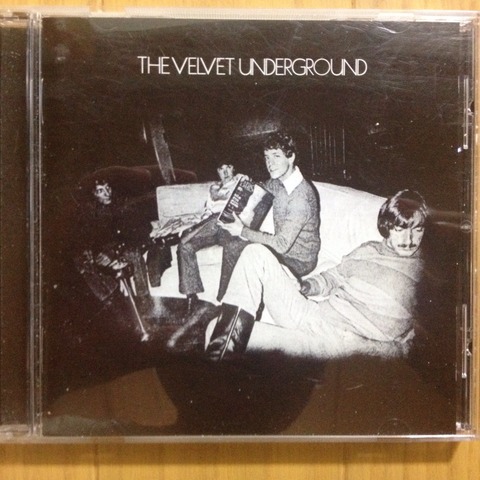 THE VELVET UNDERGROUND